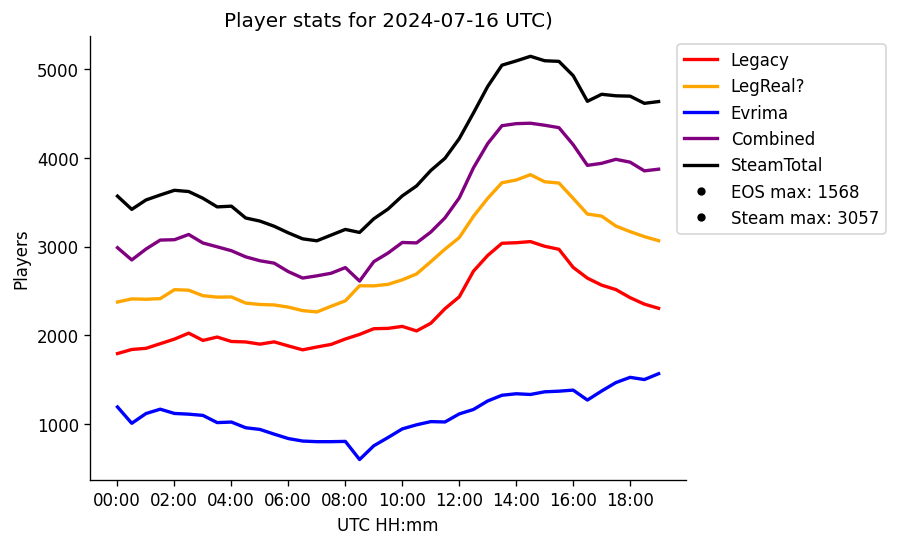 Player stats for 2024-07-16 UTC)
5000
4000
3000
2000
1000
Players
00:00 02:00 04:00 06:00 08:00 10:00 12:00 14:00 16:00 18:00
UTC HH:mm
Legacy
LegReal?
Evrima
Combined
SteamTotal
EOS max: 1568
Steam max: 3057